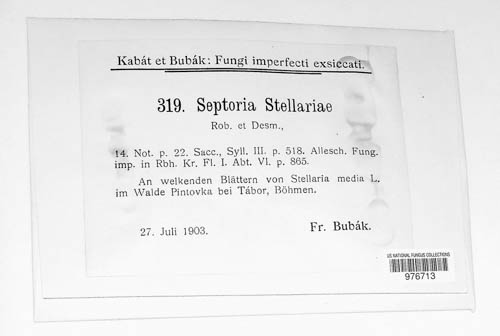 Kabát et Bubák: Fungi imperfecti exsiccati.
319. Septoria Stellariae
Rob. et Desm.,
14. Not. p. 22. Sacc., Syll. III. p. 518. Allesch. Fung.
imp. in Rbh. Kr. Fl. I. Abt. VI. p. 865.
An welkenden Blättern von Stellaria media L.
im Walde Pintovka bei Tábor, Böhmen.
27. Juli 1903. Fr. Bubák.
US NATIONAL FUNGUS COLLECTIONS
976713